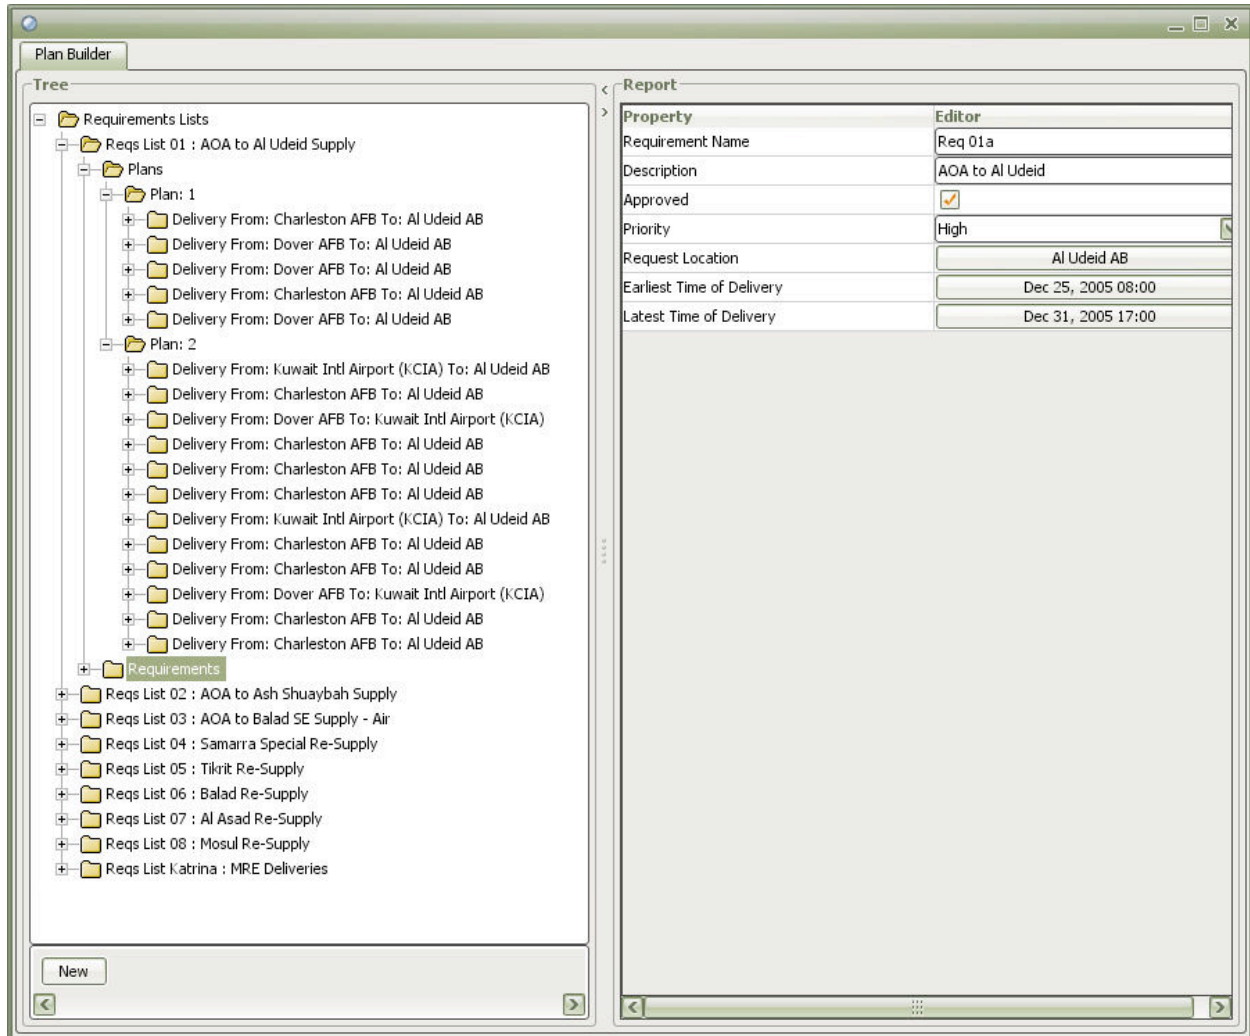 Plan Builder
Tree
Requirements Lists
Reqs List 01 : AOA to Al Udeid Supply
Plans
Plan: 1
Delivery From: Charleston AFB To: Al Udeid AB
Delivery From: Dover AFB To: Al Udeid AB
Delivery From: Dover AFB To: Al Udeid AB
Delivery From: Charleston AFB To: Al Udeid AB
Delivery From: Dover AFB To: Al Udeid AB
Plan: 2
Delivery From: Kuwait Intl Airport (KCIA) To: Al Udeid AB
Delivery From: Charleston AFB To: Al Udeid AB
Delivery From: Dover AFB To: Kuwait Intl Airport (KCIA)
Delivery From: Charleston AFB To: Al Udeid AB
Delivery From: Charleston AFB To: Al Udeid AB
Delivery From: Charleston AFB To: Al Udeid AB
Delivery From: Kuwait Intl Airport (KCIA) To: Al Udeid AB
Delivery From: Charleston AFB To: Al Udeid AB
Delivery From: Charleston AFB To: Al Udeid AB
Delivery From: Dover AFB To: Kuwait Intl Airport (KCIA)
Delivery From: Charleston AFB To: Al Udeid AB
Delivery From: Charleston AFB To: Al Udeid AB
Requirements
Reqs List 02 : AOA to Ash Shuaybah Supply
Reqs List 03 : AOA to Balad SE Supply - Air
Reqs List 04 : Samarra Special Re-Supply
Reqs List 05 : Tikrit Re-Supply
Reqs List 06 : Balad Re-Supply
Reqs List 07 : Al Asad Re-Supply
Reqs List 08 : Mosul Re-Supply
Reqs List Katrina : MRE Deliveries
New
Report
Property Editor
Requirement Name Req 01a
Description AOA to Al Udeid
Approved
Priority High
Request Location Al Udeid AB
Earliest Time of Delivery Dec 25, 2005 08:00
Latest Time of Delivery Dec 31, 2005 17:00